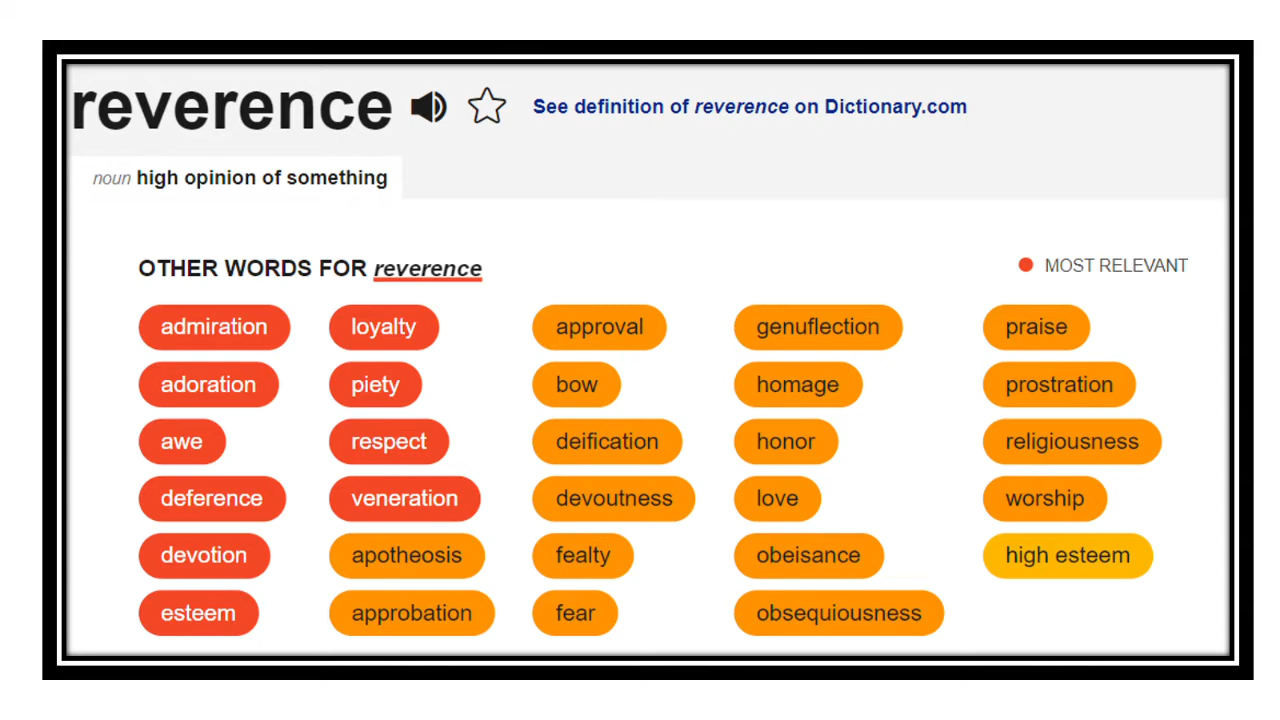 reverence See definition of reverence on Dictionary.com
noun high opinion of something
OTHER WORDS FOR reverence
MOST RELEVANT
admiration loyalty approval genuflection praise
adoration piety bow homage prostration
awe respect deification honor religiousness
deference veneration devoutness love worship
devotion apotheosis fealty obeisance high esteem
esteem approbation fear obsequiousness